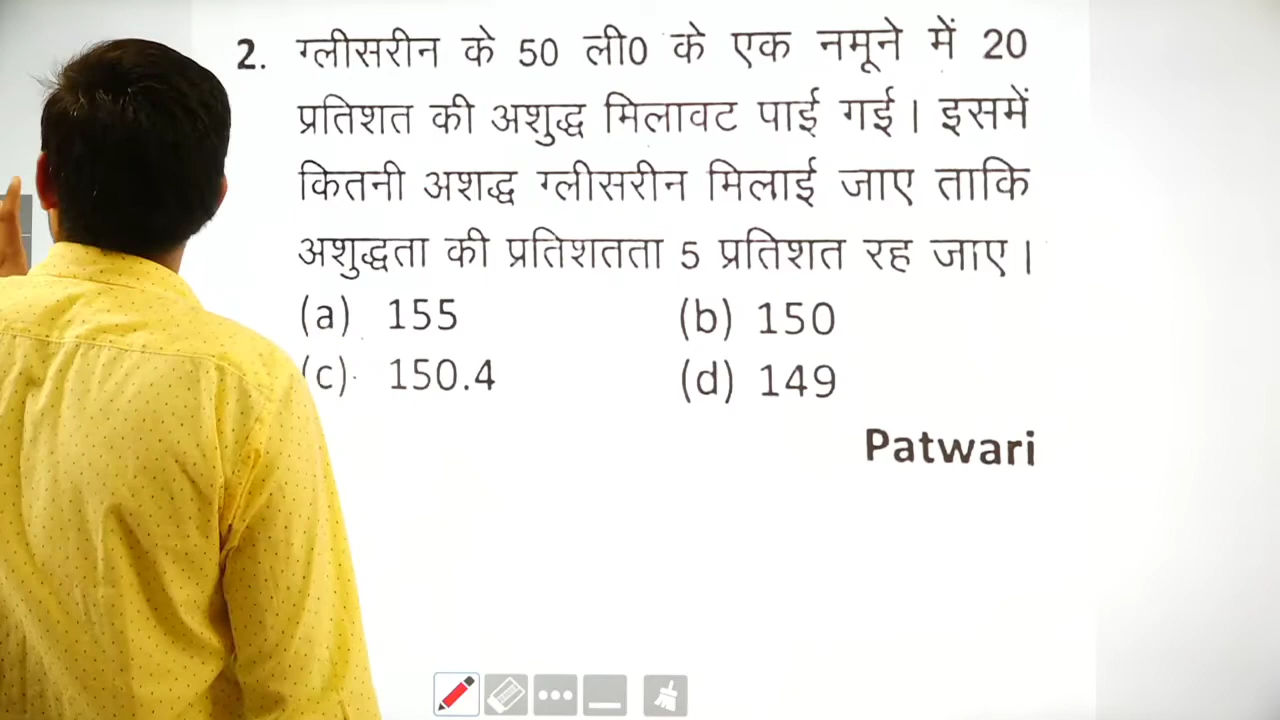 2. ग्लीसरीन के 50 ली0 के एक नमूने में 20
प्रतिशत की अशुद्ध मिलावट पाई गई। इसमें
कितनी अशद्ध ग्लीसरीन मिलाई जाए ताकि
अशुद्धता की प्रतिशतता 5 प्रतिशत रह जाए।
(a) 155 (b) 150
(c) 150.4 (d) 149
Patwari